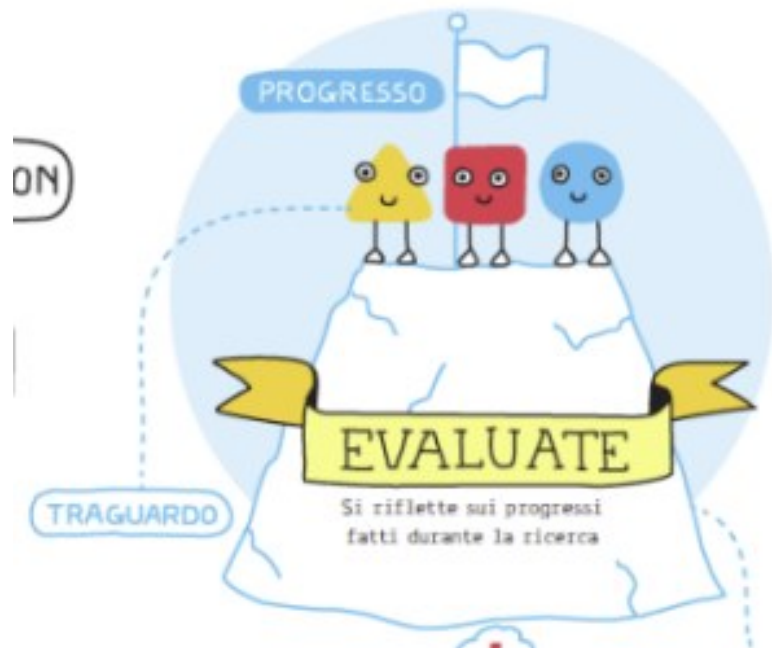 PROGRESSO
ON
EVALUATE
Si riflette sui progressi
fatti durante la ricerca
TRAGUARDO